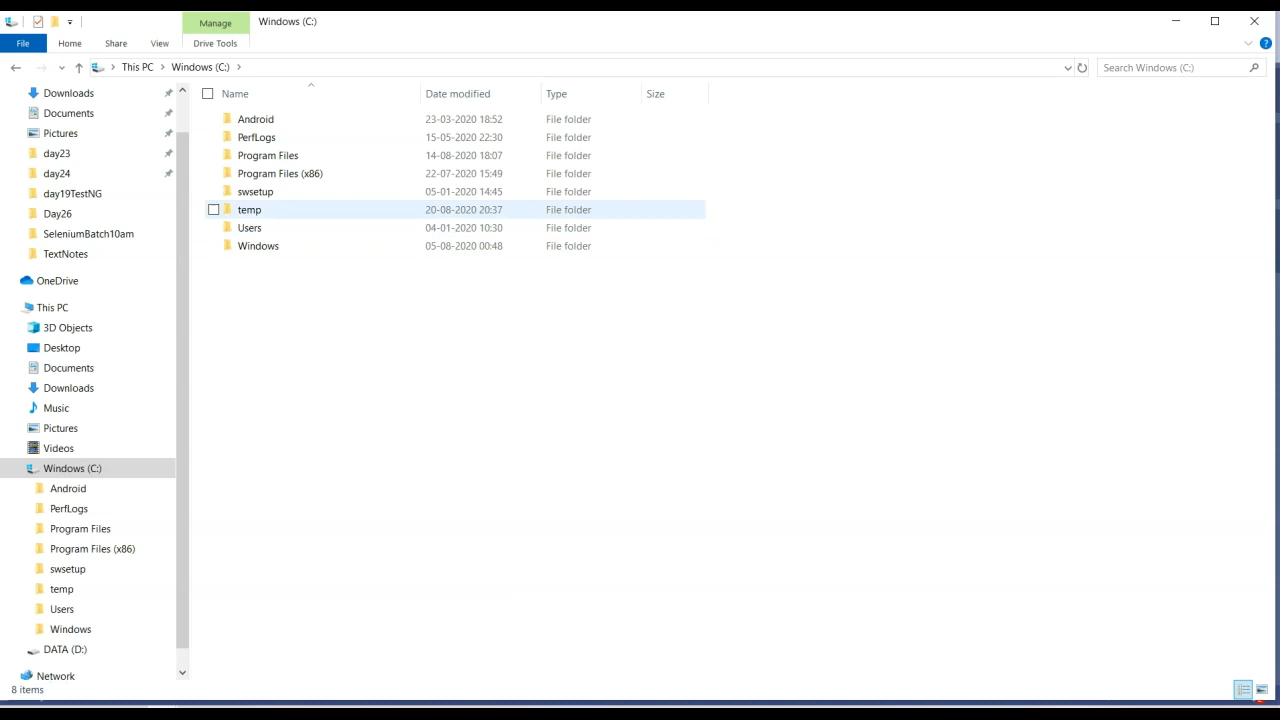 Manage
Windows (C:)
File
Home
Share
View
Drive Tools
This PC
Windows (C:)
Search Windows (C:)
Downloads
Documents
Pictures
day23
day24
day19TestNG
Day26
SeleniumBatch10am
TextNotes
OneDrive
This PC
3D Objects
Desktop
Documents
Downloads
Music
Pictures
Videos
Windows (C:)
Android
PerfLogs
Program Files
Program Files (x86)
swsetup
temp
Users
Windows
DATA (D:)
Network
Name Date modified Type Size
Android 23-03-2020 18:52 File folder
PerfLogs 15-05-2020 22:30 File folder
Program Files 14-08-2020 18:07 File folder
Program Files (x86) 22-07-2020 15:49 File folder
swsetup 05-01-2020 14:45 File folder
temp 20-08-2020 20:37 File folder
Users 04-01-2020 10:30 File folder
Windows 05-08-2020 00:48 File folder
8 items